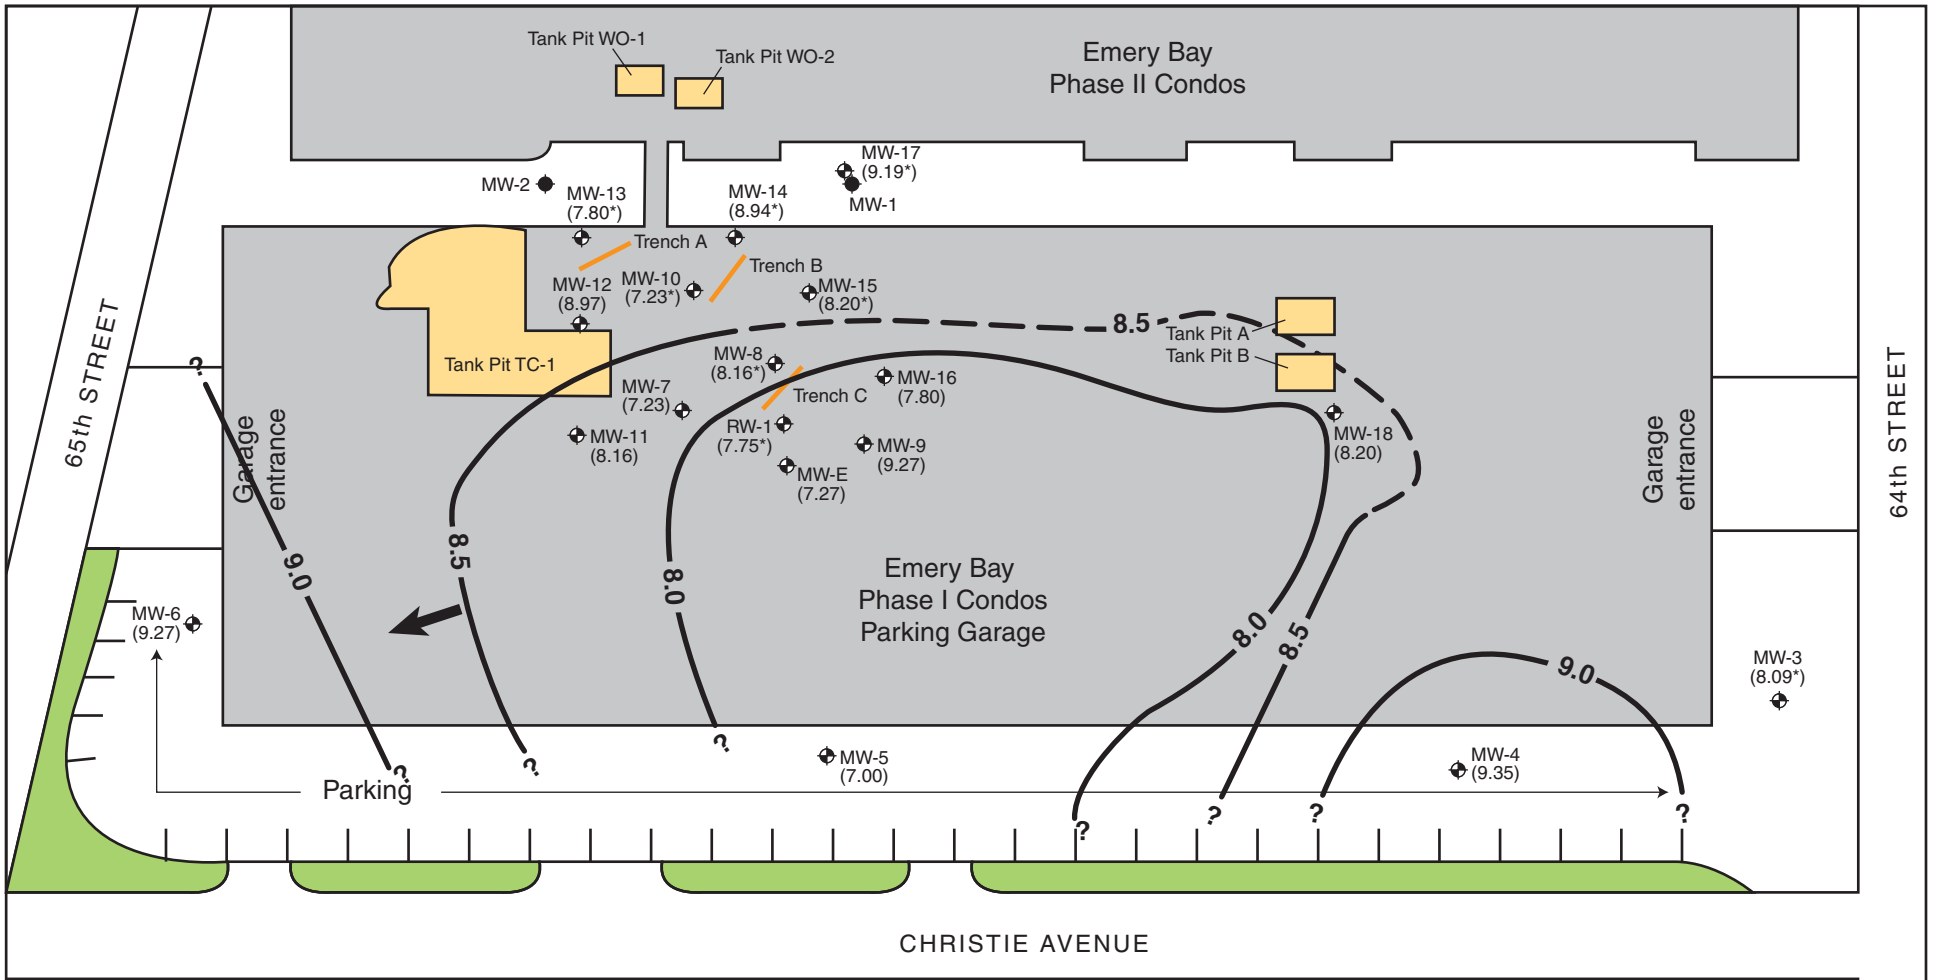 Tank Pit WO-1
Tank Pit WO-2
Emery Bay
Phase II Condos
MW-17
(9.19*)
MW-1
MW-2
MW-13
(7.80*)
MW-14
(8.94*)
Trench A
Trench B
MW-12
(8.97)
MW-10
(7.23*)
MW-15
(8.20*)
8.5
Tank Pit A
Tank Pit B
Tank Pit TC-1
MW-8
(8.16*)
MW-16
(7.80)
Trench C
MW-7
(7.23)
RW-1
(7.75*)
MW-11
(8.16)
MW-9
(9.27)
MW-E
(7.27)
MW-18
(8.20)
65th STREET
64th STREET
Garage
entrance
Garage
entrance
?
9.0
8.5
8.0
Emery Bay
Phase I Condos
Parking Garage
8.0
8.5
9.0
MW-6
(9.27)
MW-3
(8.09*)
MW-5
(7.00)
MW-4
(9.35)
?
?
?
Parking
?
?
?
?
CHRISTIE AVENUE